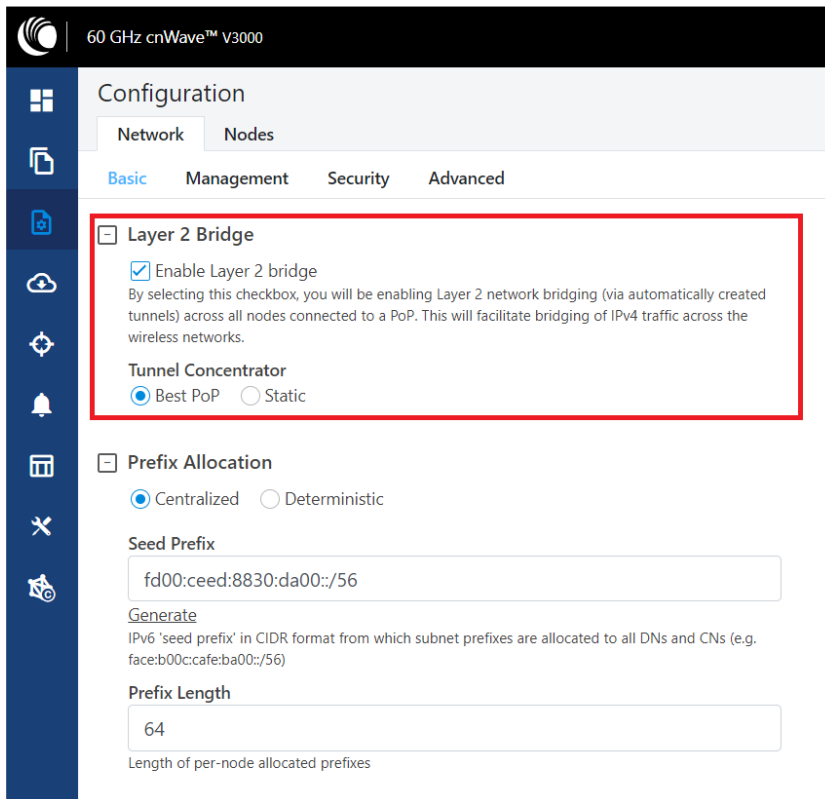 60 GHz cnWave™ V3000
Configuration
Network Nodes
Basic Management Security Advanced
Layer 2 Bridge
Enable Layer 2 bridge
By selecting this checkbox, you will be enabling Layer 2 network bridging (via automatically created
tunnels) across all nodes connected to a PoP. This will facilitate bridging of IPv4 traffic across the
wireless networks.
Tunnel Concentrator
Best PoP Static
Prefix Allocation
Centralized Deterministic
Seed Prefix
fd00:ceed:8830:da00::/56
Generate
IPv6 'seed prefix' in CIDR format from which subnet prefixes are allocated to all DNs and CNs (e.g.
face:b00c:cafe:ba00::/56)
Prefix Length
64
Length of per-node allocated prefixes